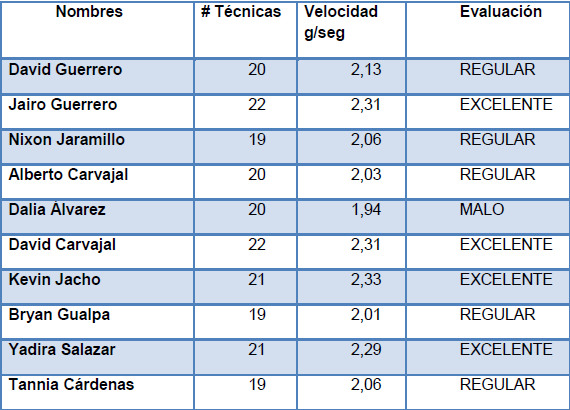 Nombres # Técnicas Velocidad g/seg Evaluación
David Guerrero 20 2,13 REGULAR
Jairo Guerrero 22 2,31 EXCELENTE
Nixon Jaramillo 19 2,06 REGULAR
Alberto Carvajal 20 2,03 REGULAR
Dalia Álvarez 20 1,94 MALO
David Carvajal 22 2,31 EXCELENTE
Kevin Jacho 21 2,33 EXCELENTE
Bryan Gualpa 19 2,01 REGULAR
Yadira Salazar 21 2,29 EXCELENTE
Tannia Cárdenas 19 2,06 REGULAR